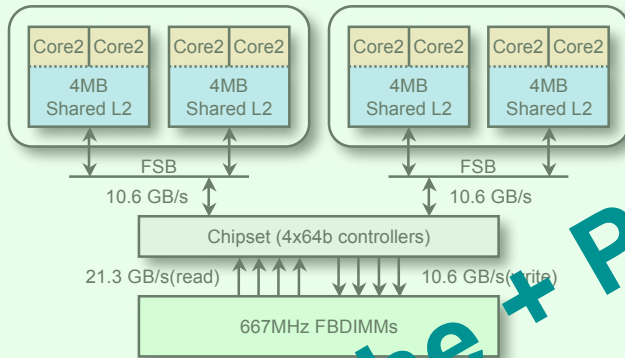 Core2 Core2 Core2 Core2 Core2 Core2 Core2 Core2
4MB 4MB 4MB 4MB
Shared L2 Shared L2 Shared L2 Shared L2
FSB FSB
10.6 GB/s 10.6 GB/s
Chipset (4x64b controllers)
21.3 GB/s(read) 10.6 GB/s(write)
667MHz FBDIMMs